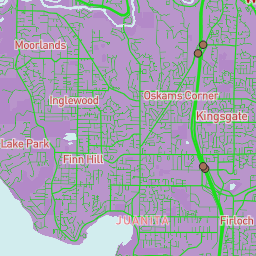 Moorlands
Inglewood
Oskams Corner
Kingsgate
Lake Park
Finn Hill
JUANITA
Firloch